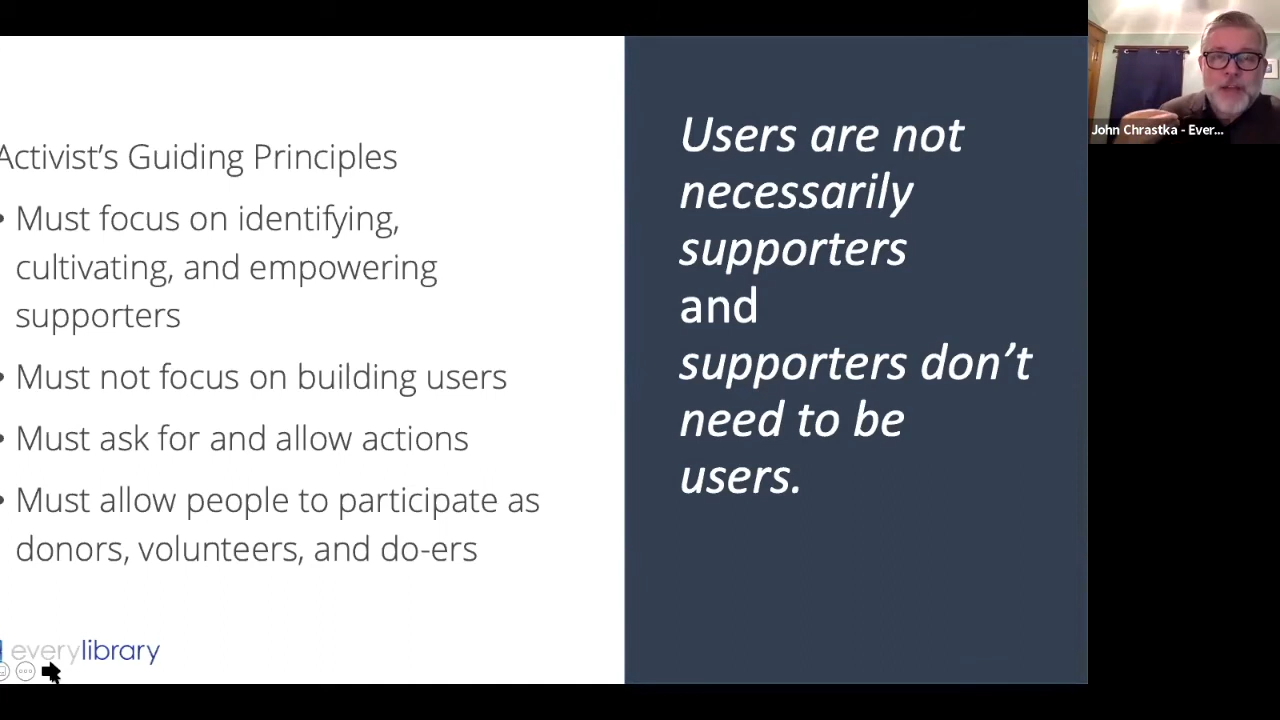 Activist’s Guiding Principles
• Must focus on identifying,
cultivating, and empowering
supporters
• Must not focus on building users
• Must ask for and allow actions
• Must allow people to participate as
donors, volunteers, and do-ers
everylibrary
Users are not
necessarily
supporters
and
supporters don’t
need to be
users.
John Chrastka - Ever...